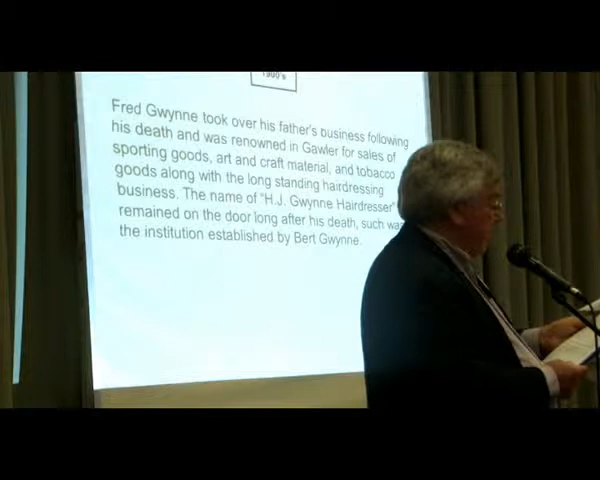 1900's
Fred Gwynne took over his father's business following
his death and was renowned in Gawler for sales of
sporting goods, art and craft material, and tobacco
goods along with the long standing hairdressing
business. The name of "H.J. Gwynne Hairdresser"
remained on the door long after his death, such was
the institution established by Bert Gwynne.